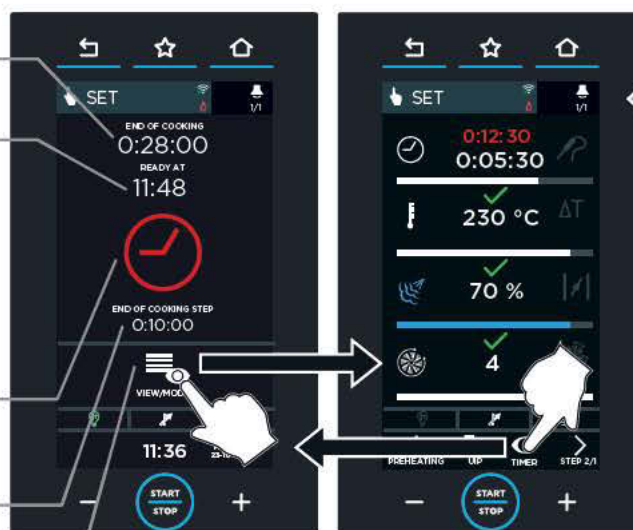 SET
1/1
END OF COOKING
0:28:00
READY AT
11:48
END OF COOKING STEP
0:10:00
11:36
START
STOP
SET
1/1
0:12:30
0:05:30
230 °C
ΔT
70 %
4
PREHEATING
TIMER
STEP 2/1
START
STOP